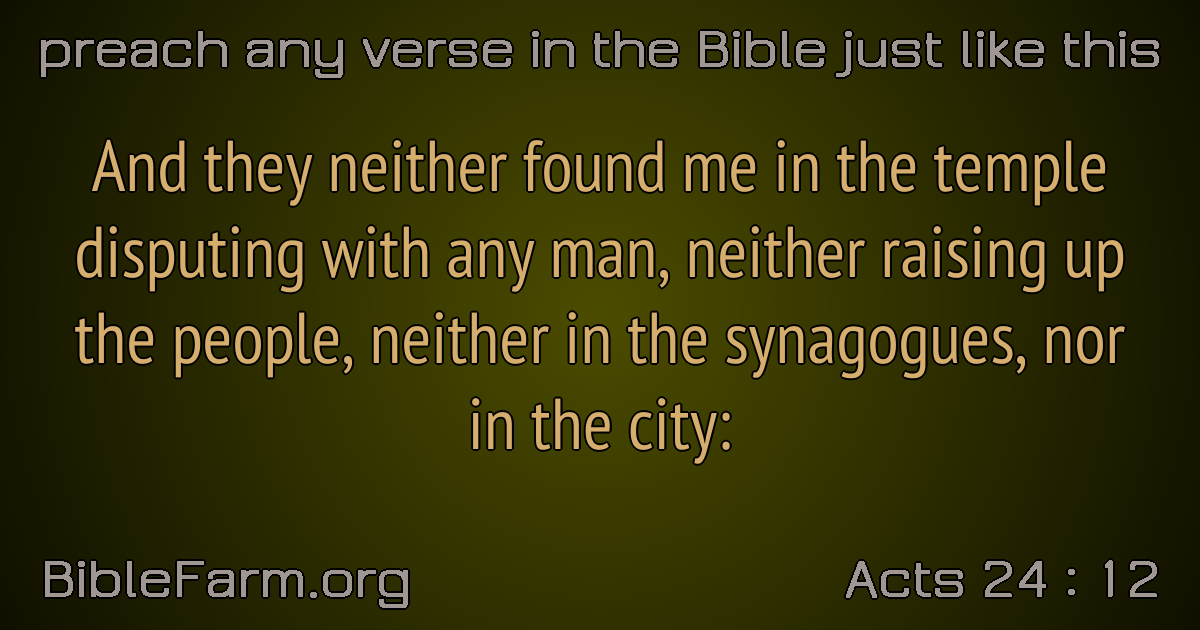 preach any verse in the Bible just like this
And they neither found me in the temple
disputing with any man, neither raising up
the people, neither in the synagogues, nor
in the city:
BibleFarm.org
Acts 24 : 12